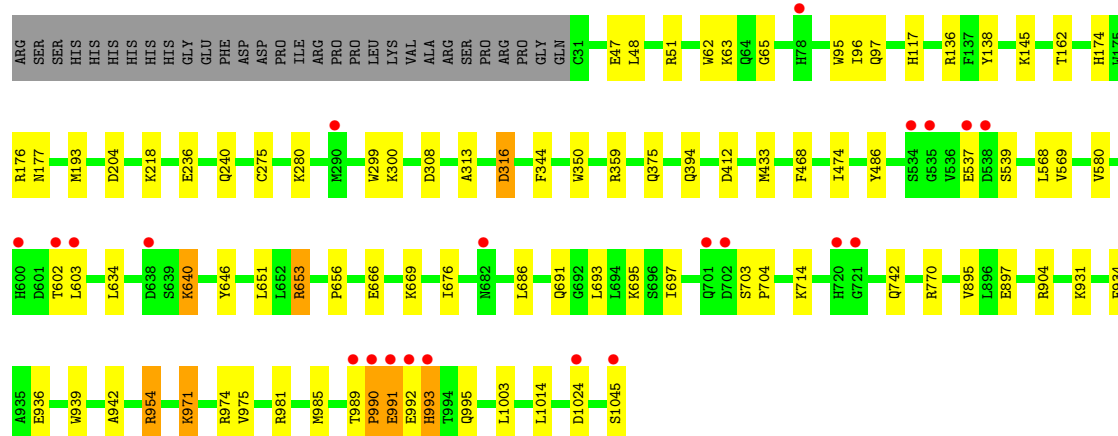 ARG SER SER HIS HIS HIS HIS HIS HIS GLY GLU PHE ASP ASP PRO ILE ARG PRO PRO LEU LYS VAL ALA ARG SER PRO ARG PRO GLY GLN C31 E47 L48 R51 W62 K63 Q64 G65 H78 W95 I96 Q97 H117 R136 F137 Y138 K145 T162 H174 W175
R176 N177 M193 D204 K218 E236 Q240 C275 K280 M290 W299 K300 D308 A313 D316 F344 W350 R359 Q375 Q394 D412 M433 F468 I474 Y486 S534 G535 V536 E537 D538 S539 L568 V569 V580
H600 D601 T602 L603 L634 D638 S639 K640 Y646 L651 L652 R653 P656 E666 K669 I676 N682 L686 Q691 G692 L693 L694 K695 S696 I697 Q701 D702 S703 P704 K714 H720 G721 Q742 R770 V895 L896 E897 R904 K931
A935 E936 W939 A942 R954 K971 R974 V975 R981 M985 T989 P990 E991 E992 H993 T994 Q995 L1003 L1014 D1024 S1045